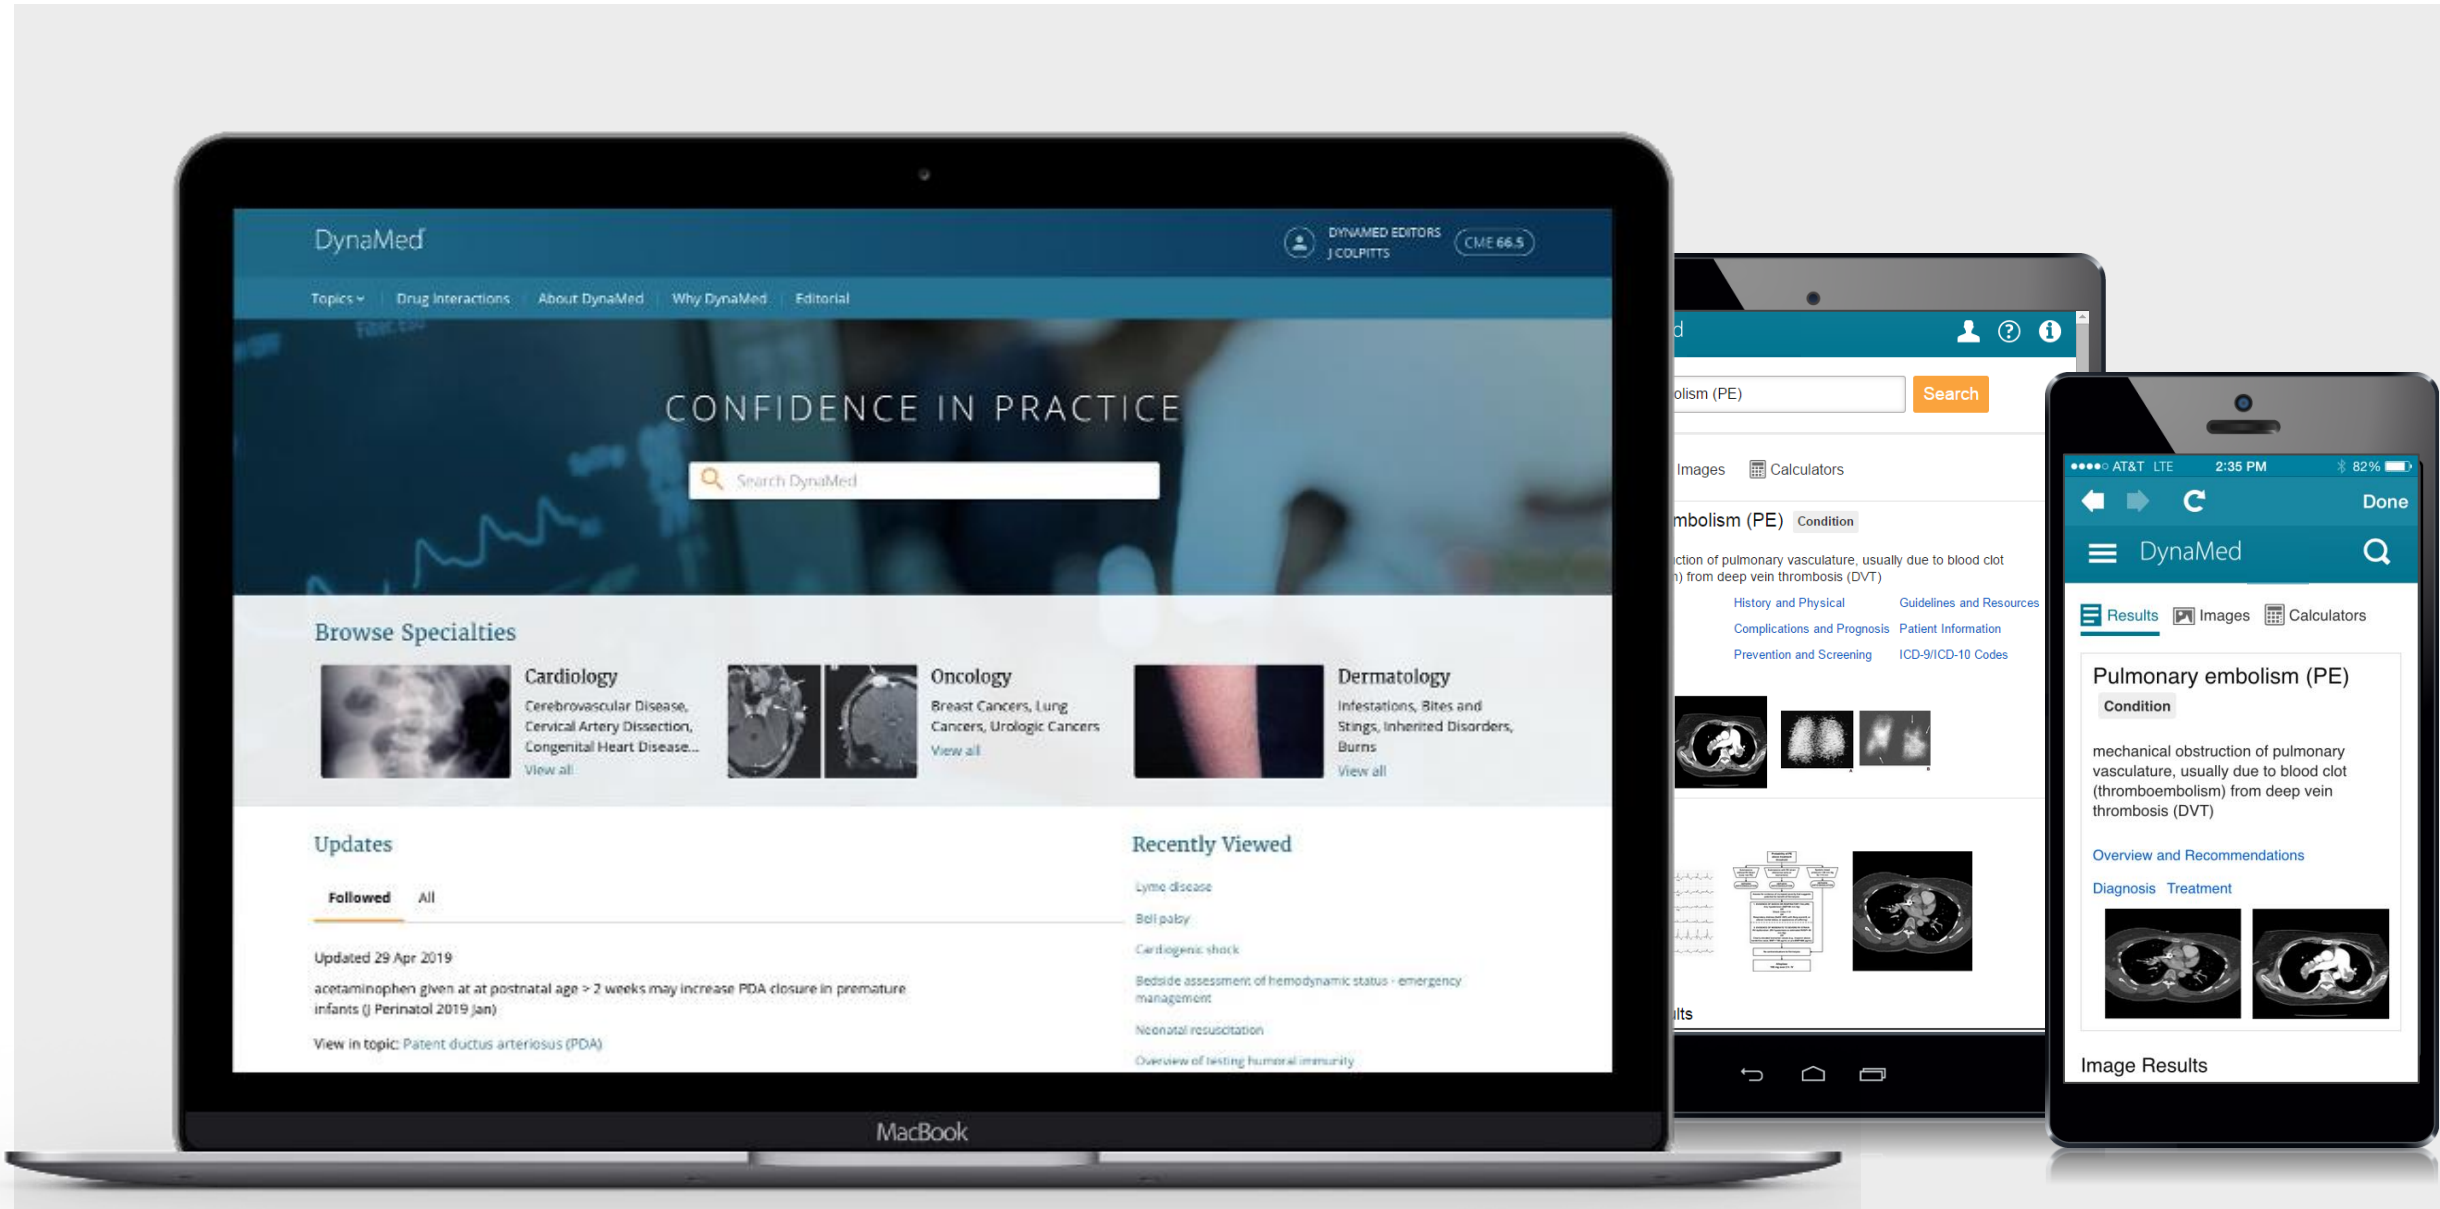 DynaMed
DYNAMED EDITORS
J COLPITTS
CME 66.5
Topics
Drug Interactions
About DynaMed
Why DynaMed
Editorial
CONFIDENCE IN PRACTICE
Search DynaMed
Browse Specialties
Cardiology
Cerebrovascular Disease,
Cervical Artery Dissection,
Congenital Heart Disease...
View all
Oncology
Breast Cancers, Lung
Cancers, Urologic Cancers
View all
Dermatology
Infestations, Bites and
Stings, Inherited Disorders,
Burns
View all
Updates
Followed
All
Updated 29 Apr 2019
acetaminophen given at at postnatal age > 2 weeks may increase PDA closure in premature
infants (J Perinatol 2019 Jan)
View in topic: Patent ductus arteriosus (PDA)
Recently Viewed
Lyme disease
Bell palsy
Cardiogenic shock
Bedside assessment of hemodynamic status - emergency
management
Neonatal resuscitation
Overview of testing humoral immunity
MacBook
d
olism (PE)
Search
Images
Calculators
mbolism (PE)
Condition
ction of pulmonary vasculature, usually due to blood clot
) from deep vein thrombosis (DVT)
History and Physical
Guidelines and Resources
Complications and Prognosis
Patient Information
Prevention and Screening
ICD-9/ICD-10 Codes
ults
AT&T LTE
2:35 PM
82%
Done
DynaMed
Results
Images
Calculators
Pulmonary embolism (PE)
Condition
mechanical obstruction of pulmonary
vasculature, usually due to blood clot
(thromboembolism) from deep vein
thrombosis (DVT)
Overview and Recommendations
Diagnosis Treatment
Image Results